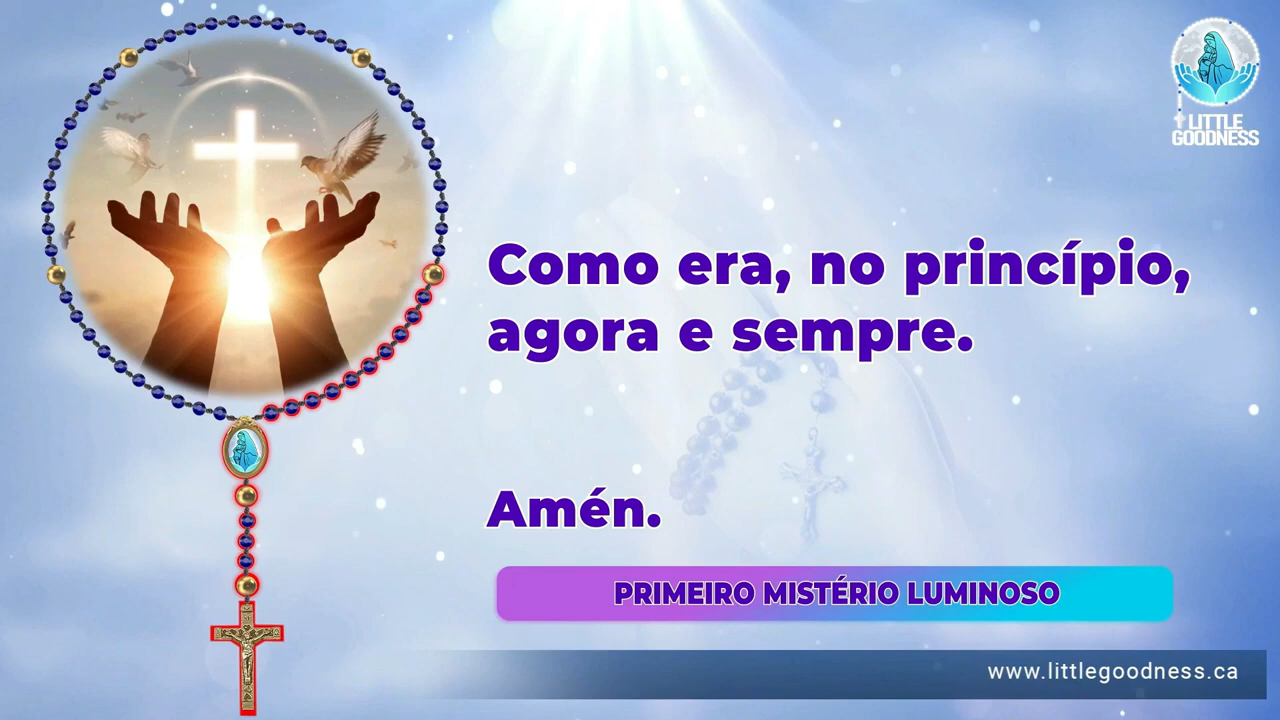 LITTLE
GOODNESS
Como era, no princípio,
agora e sempre.
Amén.
PRIMEIRO MISTÉRIO LUMINOSO
www.littlegoodness.ca